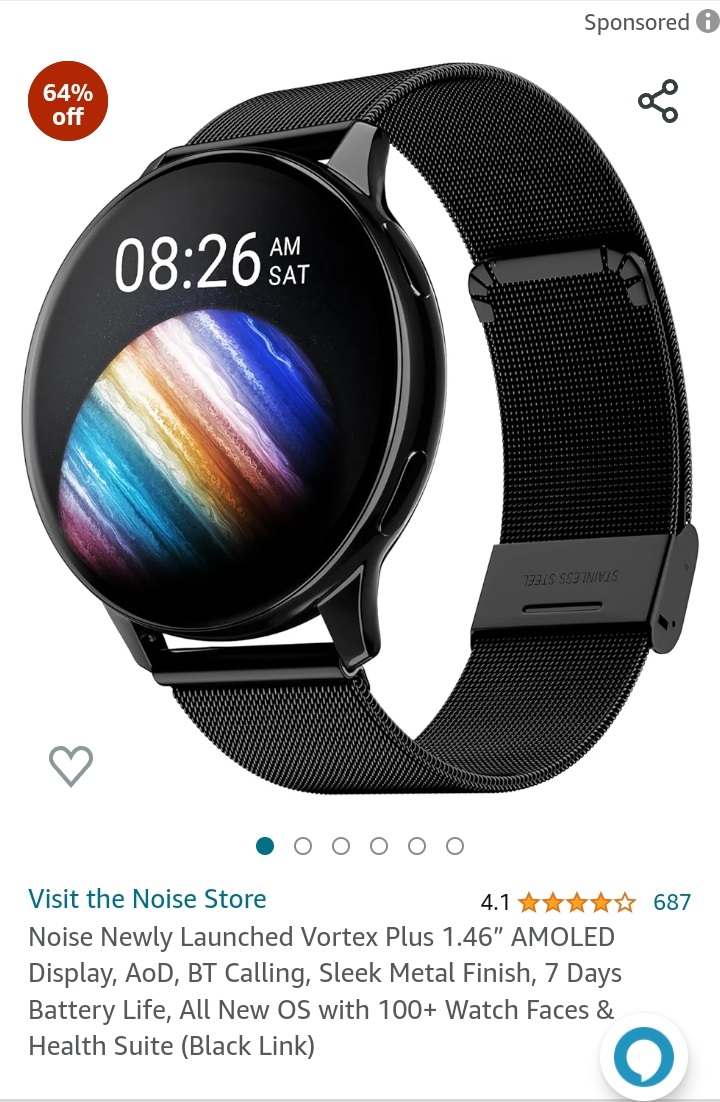 Sponsored
64%
off
08:26 AM
SAT
STAINLESS STEEL
Visit the Noise Store
4.1
687
Noise Newly Launched Vortex Plus 1.46” AMOLED
Display, AoD, BT Calling, Sleek Metal Finish, 7 Days
Battery Life, All New OS with 100+ Watch Faces &
Health Suite (Black Link)